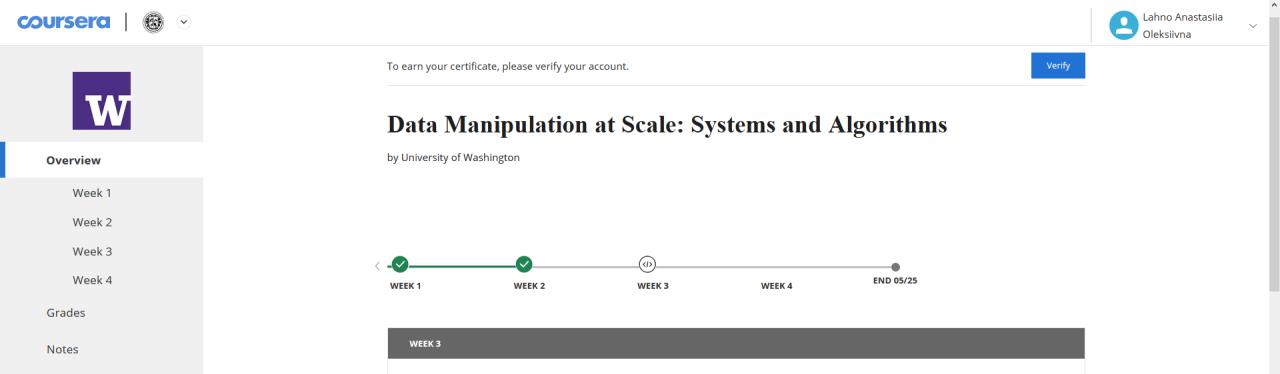 coursera
Lahno Anastasiia
Oleksiivna
To earn your certificate, please verify your account.
Verify
W
Data Manipulation at Scale: Systems and Algorithms
by University of Washington
Overview
Week 1
Week 2
Week 3
Week 4
Grades
Notes
</>
WEEK 1
WEEK 2
WEEK 3
WEEK 4
END 05/25
WEEK 3